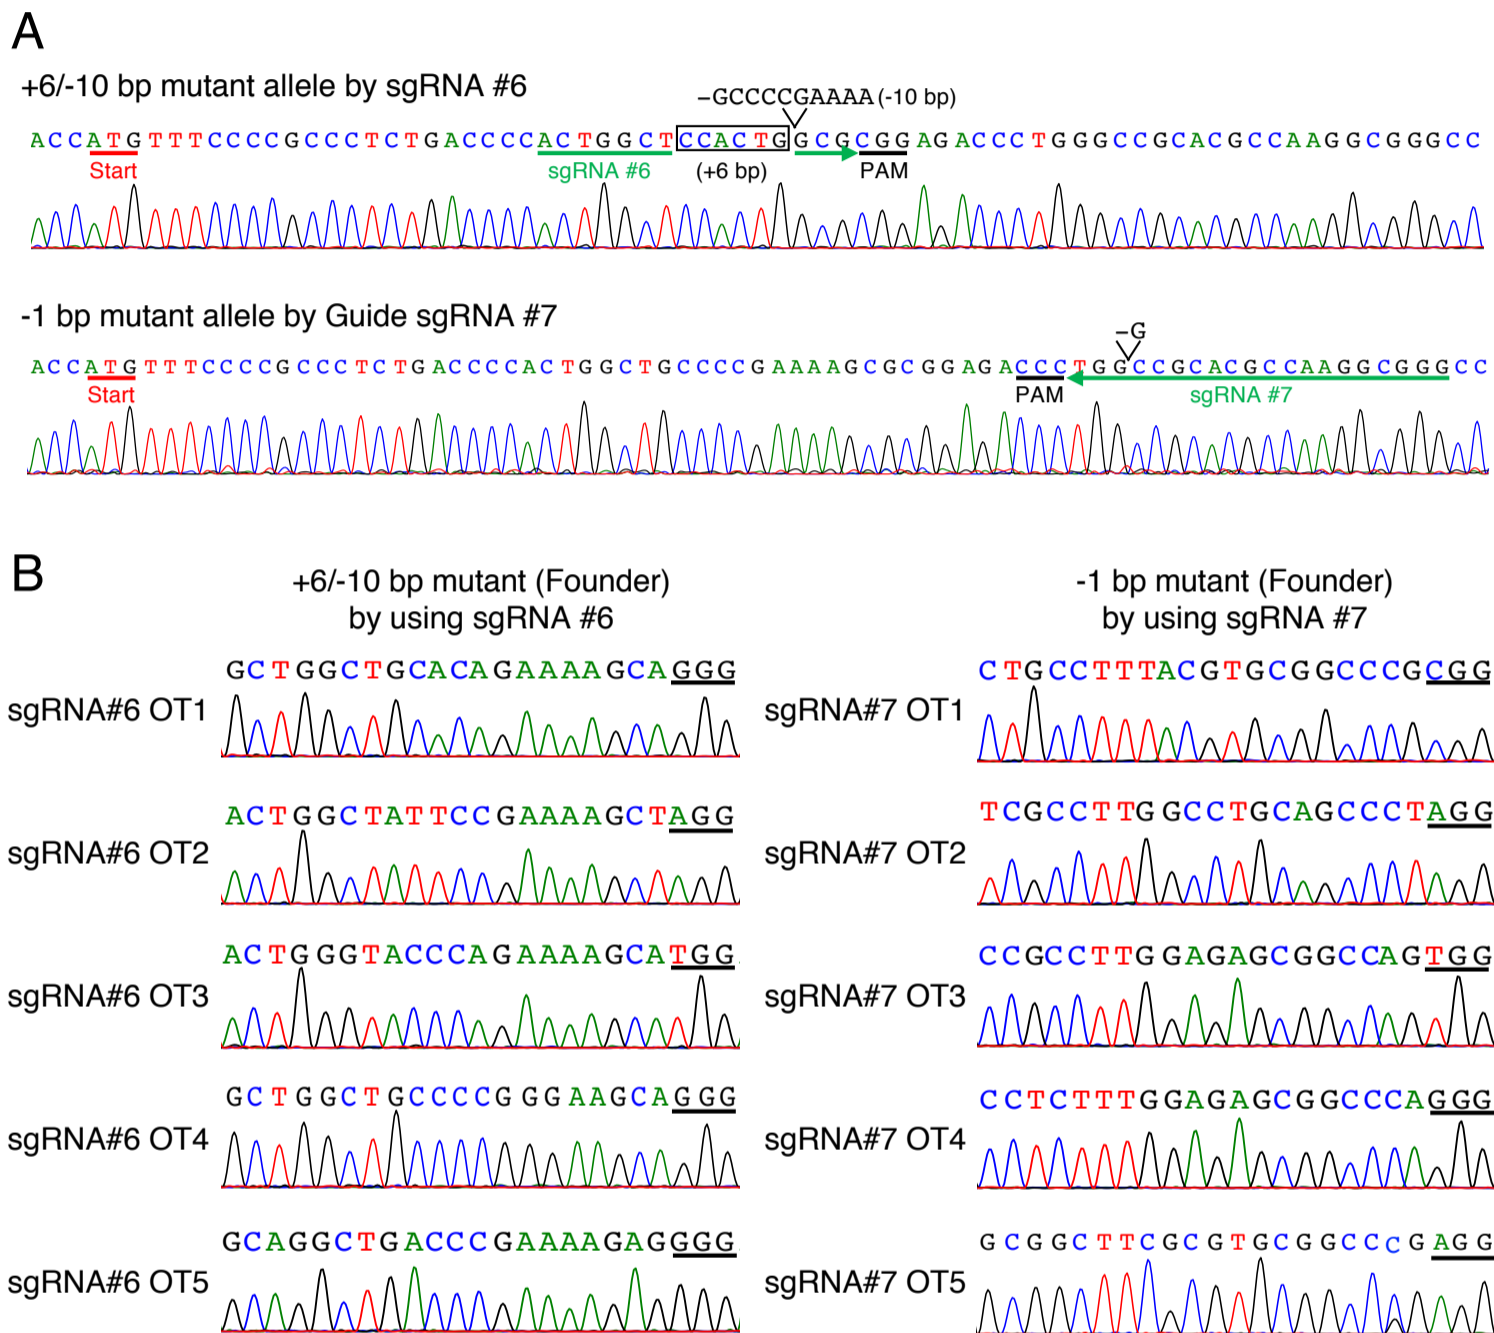 A
+6/-10 bp mutant allele by sgRNA #6
–GCCCCGAAAA (-10 bp)
ACCATGTTTCCCCGCCCTCTGACCCCACTGGCTCCACTGGCGCGGAGACCCTGGGCCGCACGCCAAGGCGGGCC
Start sgRNA #6 (+6 bp) PAM
-1 bp mutant allele by Guide sgRNA #7
–G
ACCATGTTTCCCCGCCCTCTGACCCCACTGGCTGCCCCGAAAAGCGCGGAGACCCTGGCCGCACGCCAAGGCGGGCC
Start PAM sgRNA #7
B
+6/-10 bp mutant (Founder)
by using sgRNA #6
-1 bp mutant (Founder)
by using sgRNA #7
sgRNA#6 OT1 GCTGGCTGCACAGAAAAGCAGGG
sgRNA#7 OT1 CTGCCTTTACGTGCGGCCCGCGG
sgRNA#6 OT2 ACTGGCTATTCCGAAAAGCTAGG
sgRNA#7 OT2 TCGCCTTGGCCTGCAGCCCTAGG
sgRNA#6 OT3 ACTGGGTACCCAGAAAAGCATGG
sgRNA#7 OT3 CCGCCTTGGAGAGCGGCCAGTGG
sgRNA#6 OT4 GCTGGCTGCCCCGGGAAGCAGGG
sgRNA#7 OT4 CCTCTTTGGAGAGCGGCCCAGGG
sgRNA#6 OT5 GCAGGCTGACCCGAAAAGAGGGG
sgRNA#7 OT5 GCGGCTTCGCGTGCGGCCCGAGG